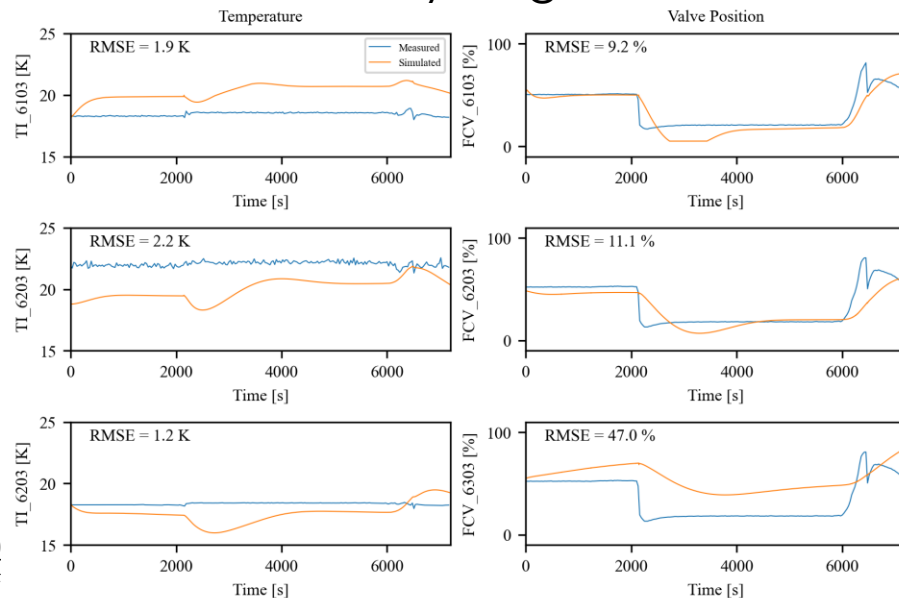 Temperature
Valve Position
TI_6103 [K]
25
20
15
RMSE = 1.9 K
Measured
Simulated
0
2000
4000
6000
Time [s]
FCV_6103 [%]
100
0
RMSE = 9.2 %
0
2000
4000
6000
Time [s]
TI_6203 [K]
25
20
15
RMSE = 2.2 K
0
2000
4000
6000
Time [s]
FCV_6203 [%]
100
0
RMSE = 11.1 %
0
2000
4000
6000
Time [s]
TI_6203 [K]
25
20
15
RMSE = 1.2 K
0
2000
4000
6000
Time [s]
FCV_6303 [%]
100
0
RMSE = 47.0 %
0
2000
4000
6000
Time [s]